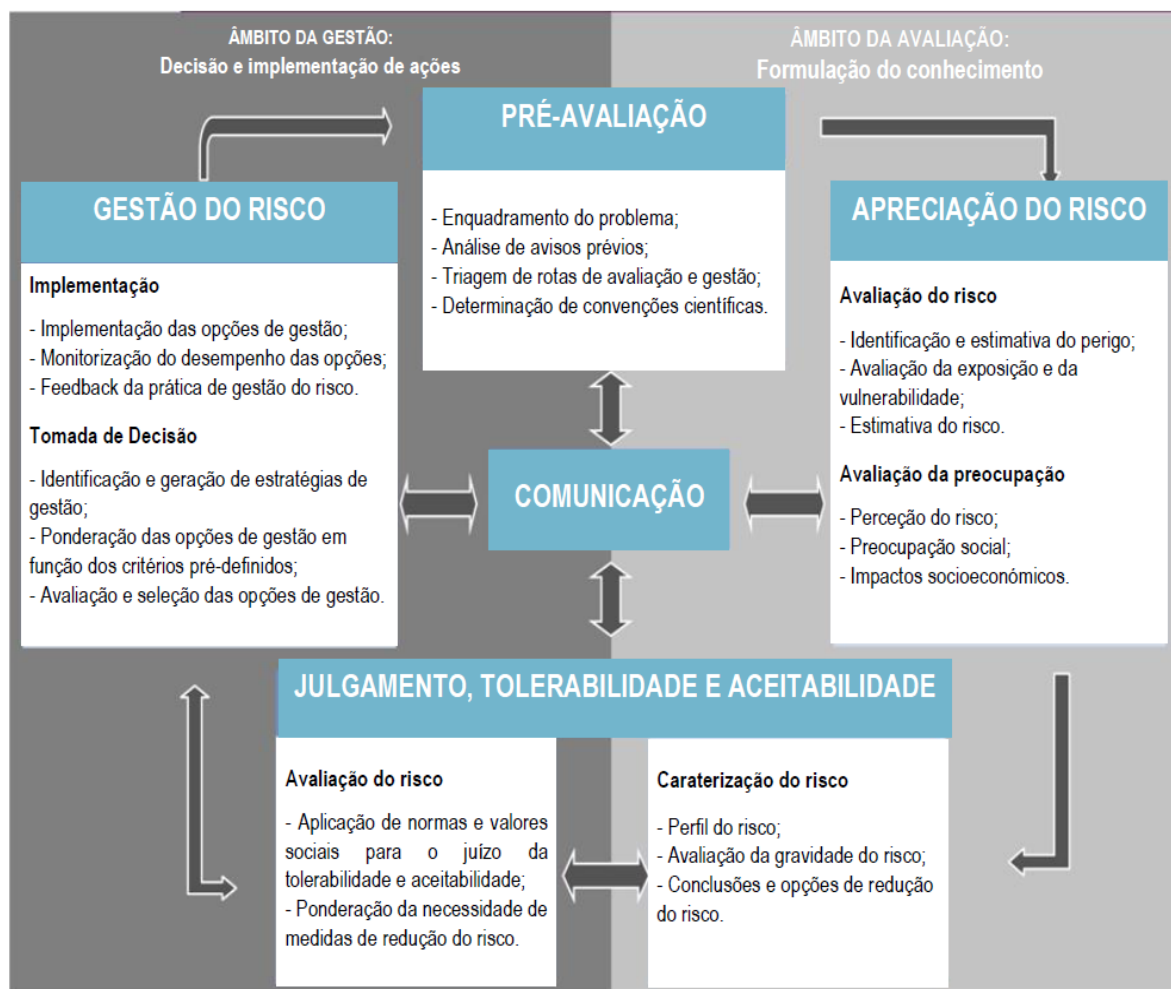 ÂMBITO DA GESTÃO:
Decisão e implementação de ações
ÂMBITO DA AVALIAÇÃO:
Formulação do conhecimento
PRÉ-AVALIAÇÃO
- Enquadramento do problema;
- Análise de avisos prévios;
- Triagem de rotas de avaliação e gestão;
- Determinação de convenções científicas.
GESTÃO DO RISCO
Implementação
- Implementação das opções de gestão;
- Monitorização do desempenho das opções;
- Feedback da prática de gestão do risco.
Tomada de Decisão
- Identificação e geração de estratégias de
gestão;
- Ponderação das opções de gestão em
função dos critérios pré-definidos;
- Avaliação e seleção das opções de gestão.
APRECIAÇÃO DO RISCO
Avaliação do risco
- Identificação e estimativa do perigo;
- Avaliação da exposição e da
vulnerabilidade;
- Estimativa do risco.
Avaliação da preocupação
- Perceção do risco;
- Preocupação social;
- Impactos socioeconómicos.
COMUNICAÇÃO
JULGAMENTO, TOLERABILIDADE E ACEITABILIDADE
Avaliação do risco
- Aplicação de normas e valores
sociais para o juízo da
tolerabilidade e aceitabilidade;
- Ponderação da necessidade de
medidas de redução do risco.
Caraterização do risco
- Perfil do risco;
- Avaliação da gravidade do risco;
- Conclusões e opções de redução
do risco.